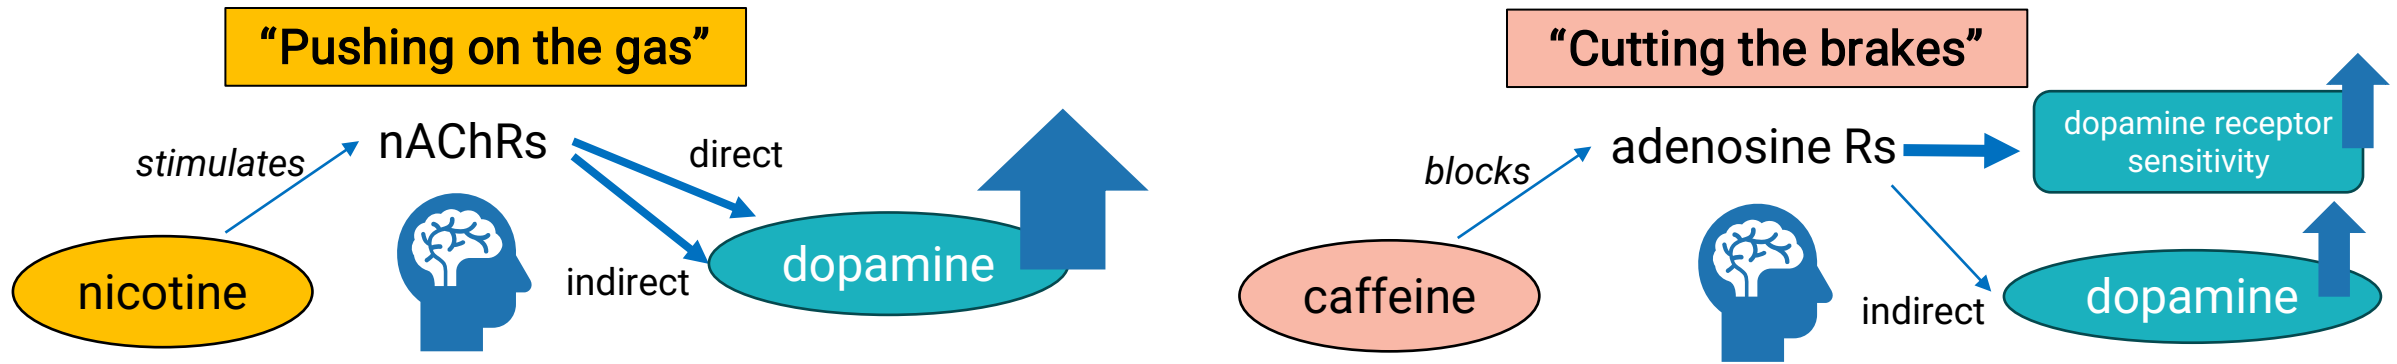 “Pushing on the gas”
stimulates
nAChRs
direct
indirect
nicotine
dopamine
“Cutting the brakes”
blocks
adenosine Rs
dopamine receptor
sensitivity
indirect
caffeine
dopamine